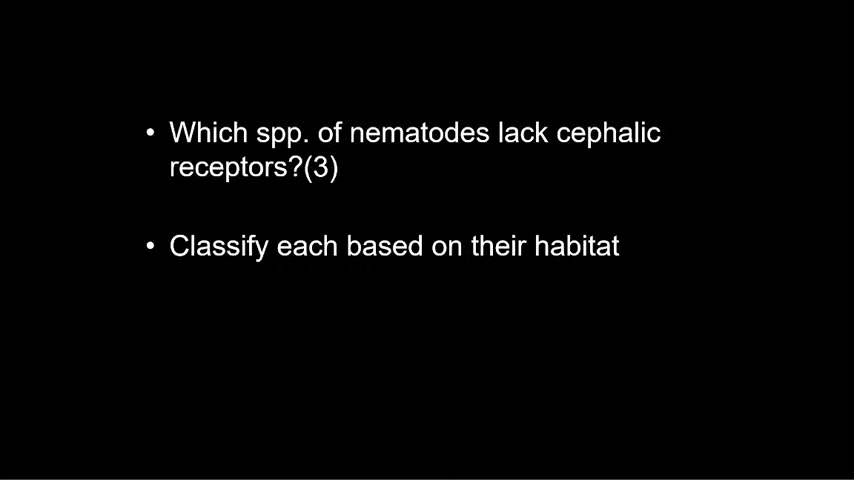 • Which spp. of nematodes lack cephalic
receptors?(3)
• Classify each based on their habitat